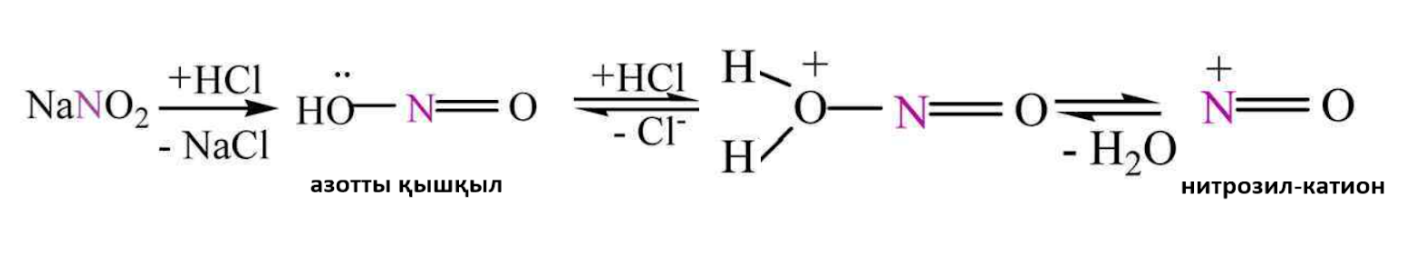 NaNO₂ +HCl - NaCl HO N O +HCl - Cl⁻ H H O + N O - H₂O + N O
азотты қышқыл нитрозил-катион